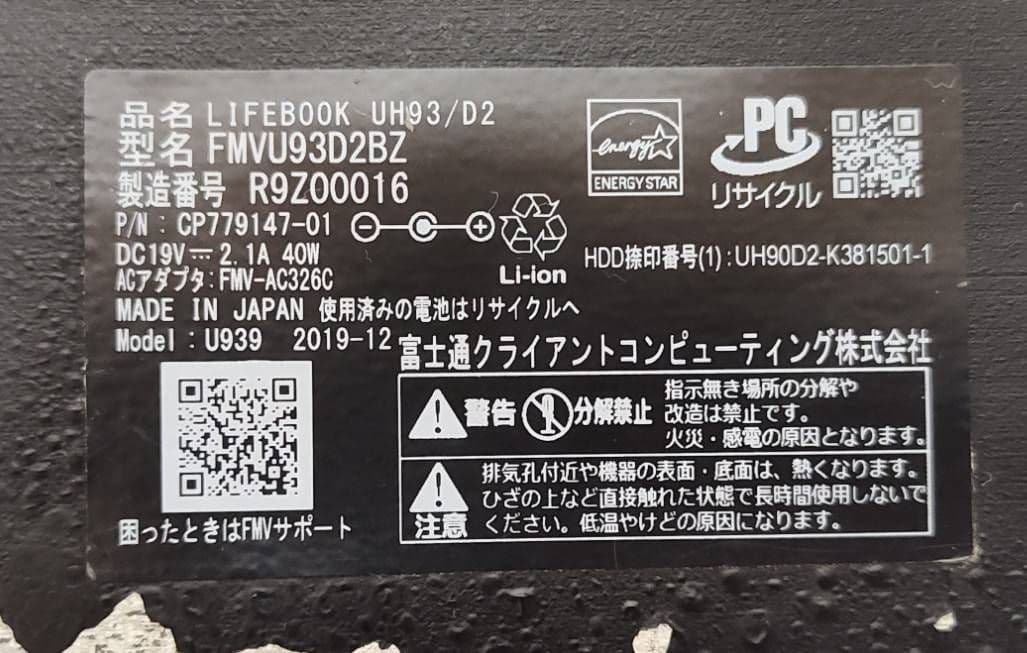 品名 LIFEBOOK UH93/D2
型名 FMVU93D2BZ
製造番号 R9Z00016
P/N : CP779147-01
DC19V⎓2.1A 40W
ACアダプタ:FMV-AC326C
MADE IN JAPAN 使用済みの電池はリサイクルへ
Model : U939 2019-12
Li-ion
energy
ENERGY STAR
PC
リサイクル
HDD捺印番号(1):UH90D2-K381501-1
富士通クライアントコンピューティング株式会社
警告 分解禁止
指示無き場所の分解や
改造は禁止です。
火災・感電の原因となります。
注意
排気孔付近や機器の表面・底面は、熱くなります。
ひざの上など直接触れた状態で長時間使用しないで
ください。低温やけどの原因になります。
困ったときはFMVサポート